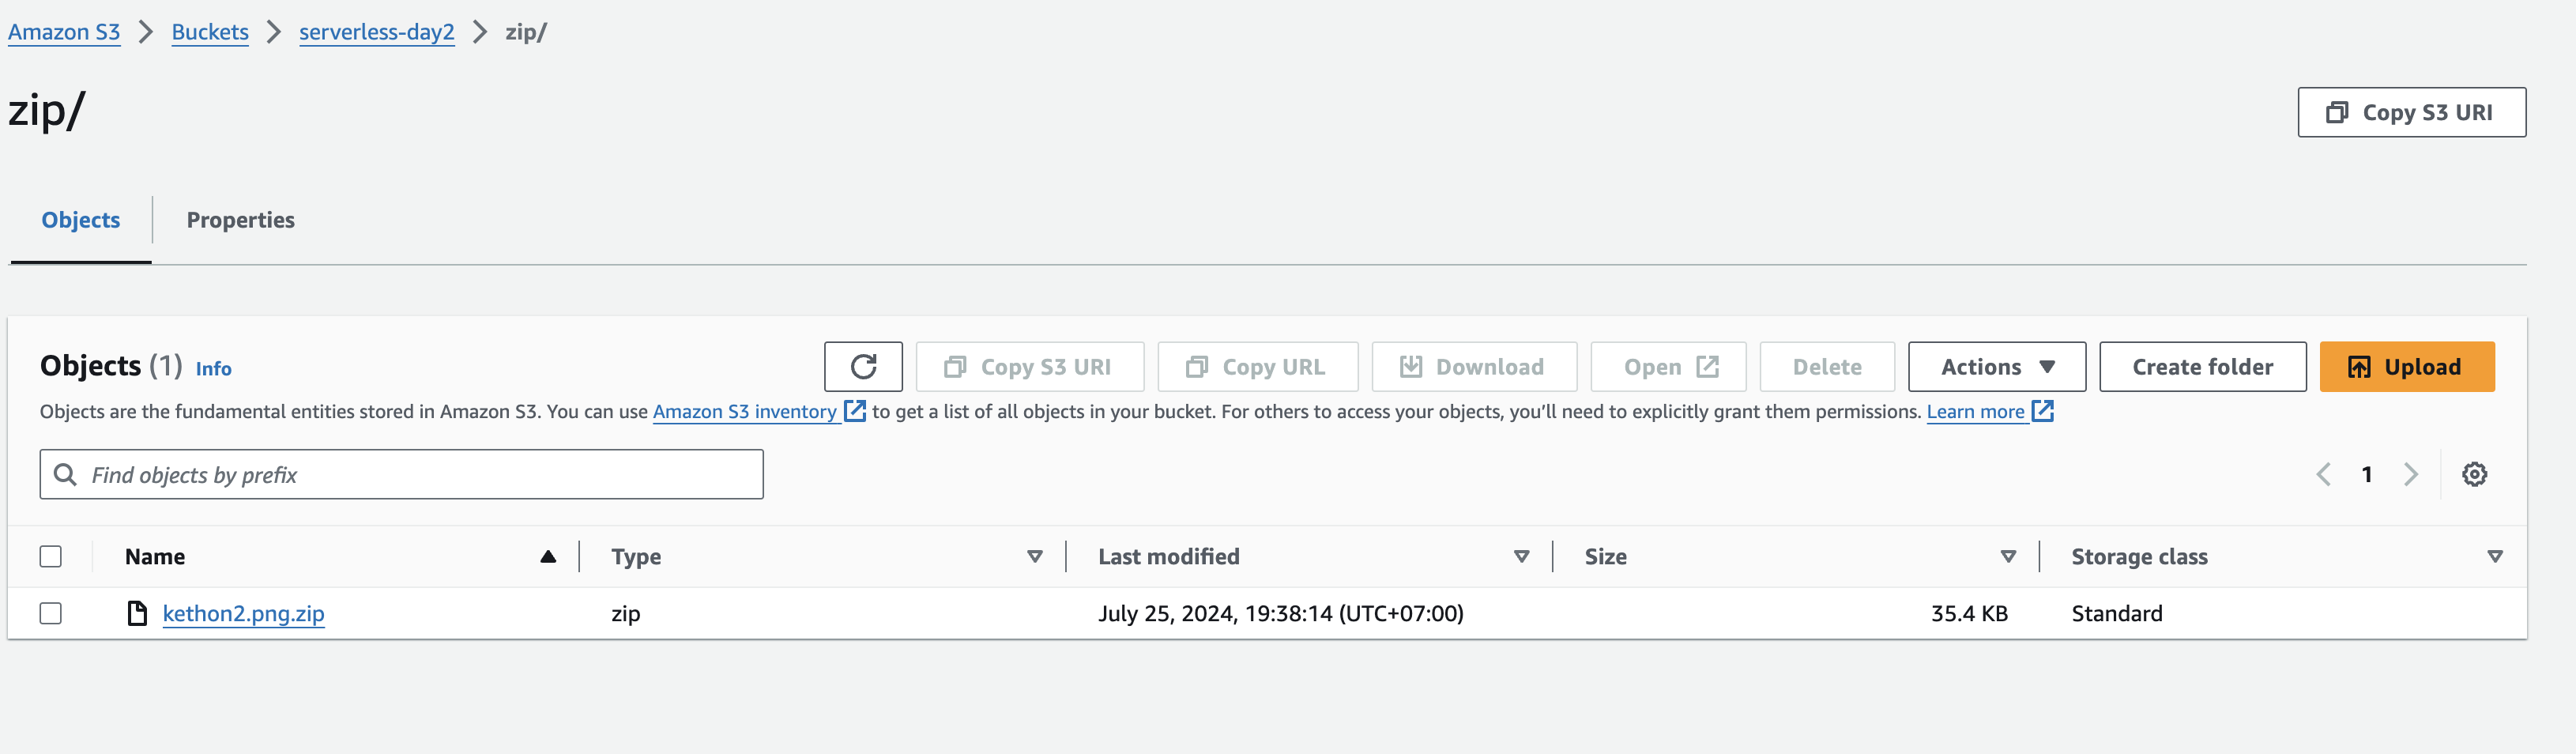 Amazon S3 > Buckets > serverless-day2 > zip/
zip/
Copy S3 URI
Objects Properties
Objects (1) Info
Copy S3 URI Copy URL Download Open Delete Actions Create folder Upload
Objects are the fundamental entities stored in Amazon S3. You can use Amazon S3 inventory to get a list of all objects in your bucket. For others to access your objects, you’ll need to explicitly grant them permissions. Learn more
Find objects by prefix
1
Name Type Last modified Size Storage class
kethon2.png.zip zip July 25, 2024, 19:38:14 (UTC+07:00) 35.4 KB Standard